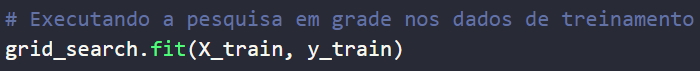 # Executando a pesquisa em grade nos dados de treinamento
grid_search.fit(X_train, y_train)